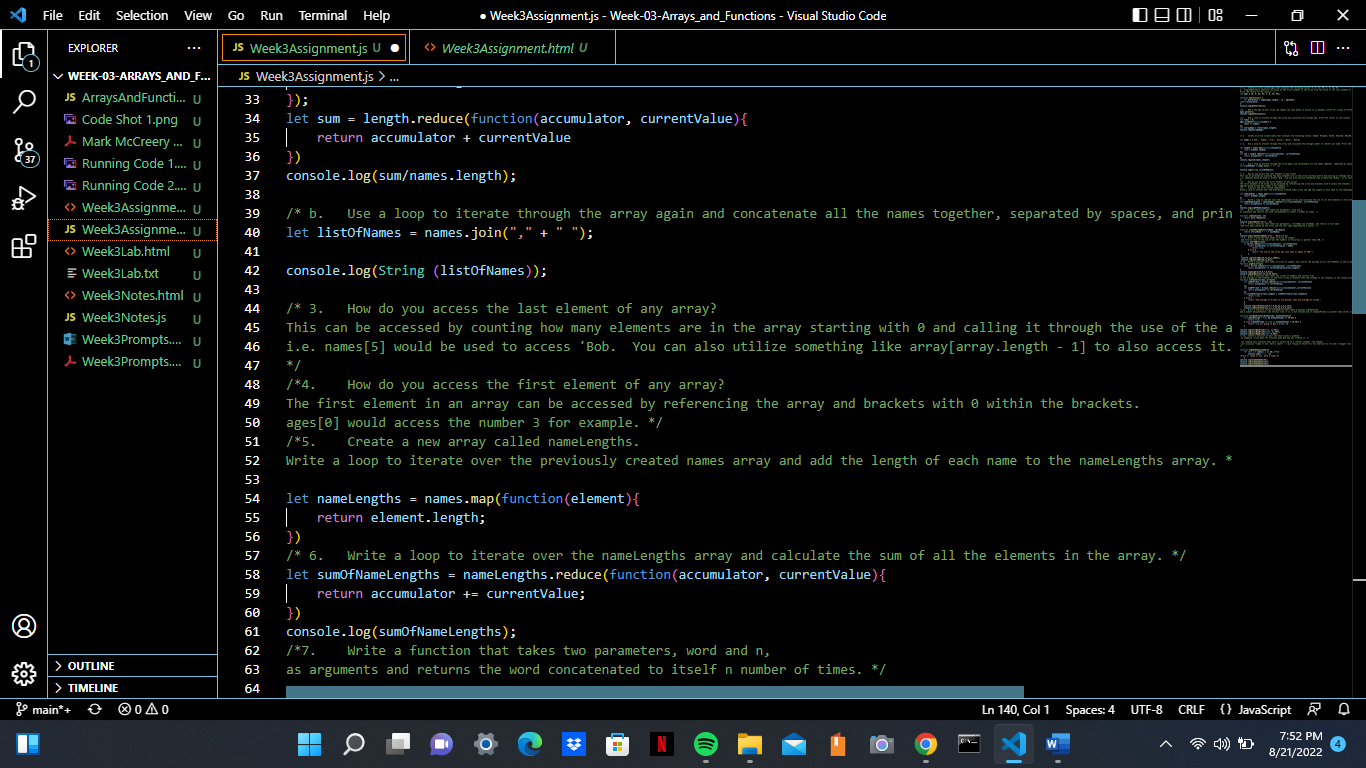 File Edit Selection View Go Run Terminal Help
● Week3Assignment.js - Week-03-Arrays_and_Functions - Visual Studio Code
EXPLORER
WEEK-03-ARRAYS_AND_F...
JS ArraysAndFuncti... U
Code Shot 1.png U
Mark McCreery ... U
Running Code 1.... U
Running Code 2.... U
<> Week3Assignme... U
JS Week3Assignme... U
<> Week3Lab.html U
Week3Lab.txt U
<> Week3Notes.html U
JS Week3Notes.js U
Week3Prompts.... U
Week3Prompts.... U
OUTLINE
TIMELINE
1
37
JS Week3Assignment.js U ●
<> Week3Assignment.html U
JS Week3Assignment.js > ...
33 });
34 let sum = length.reduce(function(accumulator, currentValue){
35 return accumulator + currentValue
36 })
37 console.log(sum/names.length);
38
39 /* b. Use a loop to iterate through the array again and concatenate all the names together, separated by spaces, and prin
40 let listOfNames = names.join("," + " ");
41
42 console.log(String (listOfNames));
43
44 /* 3. How do you access the last element of any array?
45 This can be accessed by counting how many elements are in the array starting with 0 and calling it through the use of the a
46 i.e. names[5] would be used to access 'Bob. You can also utilize something like array[array.length - 1] to also access it.
47 */
48 /*4. How do you access the first element of any array?
49 The first element in an array can be accessed by referencing the array and brackets with 0 within the brackets.
50 ages[0] would access the number 3 for example. */
51 /*5. Create a new array called nameLengths.
52 Write a loop to iterate over the previously created names array and add the length of each name to the nameLengths array. *
53
54 let nameLengths = names.map(function(element){
55 return element.length;
56 })
57 /* 6. Write a loop to iterate over the nameLengths array and calculate the sum of all the elements in the array. */
58 let sumOfNameLengths = nameLengths.reduce(function(accumulator, currentValue){
59 return accumulator += currentValue;
60 })
61 console.log(sumOfNameLengths);
62 /*7. Write a function that takes two parameters, word and n,
63 as arguments and returns the word concatenated to itself n number of times. */
64
main*+ 0 0 Ln 140, Col 1 Spaces: 4 UTF-8 CRLF {} JavaScript
7:52 PM
8/21/2022
4